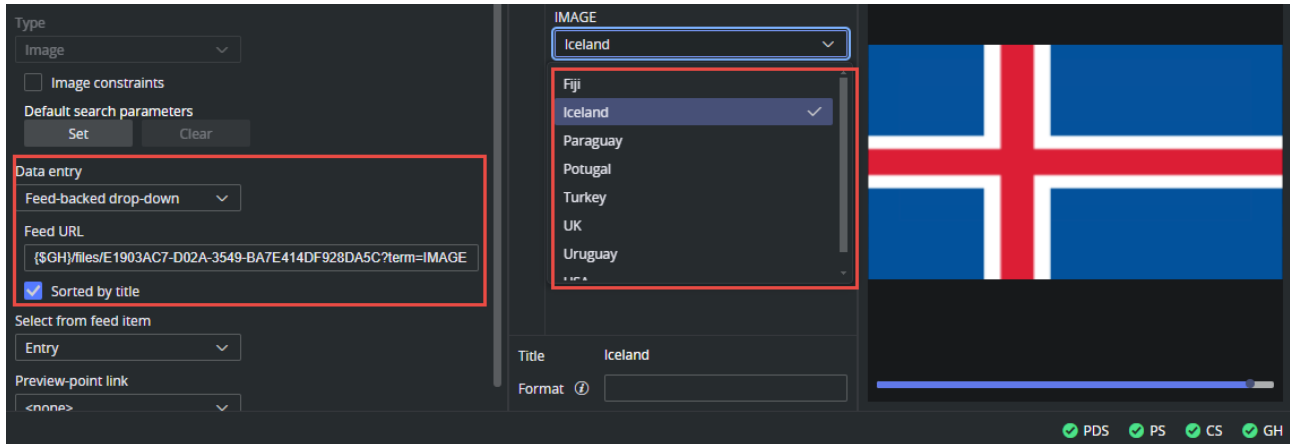 Type
Image
Image constraints
Default search parameters
Set Clear
Data entry
Feed-backed drop-down
Feed URL
{$GH}/files/E1903AC7-D02A-3549-BA7E414DF928DA5C?term=IMAGE
Sorted by title
Select from feed item
Entry
Preview-point link
<none>
IMAGE
Iceland
Fiji
Iceland
Paraguay
Potugal
Turkey
UK
Uruguay
USA
Title Iceland
Format
PDS PS CS GH